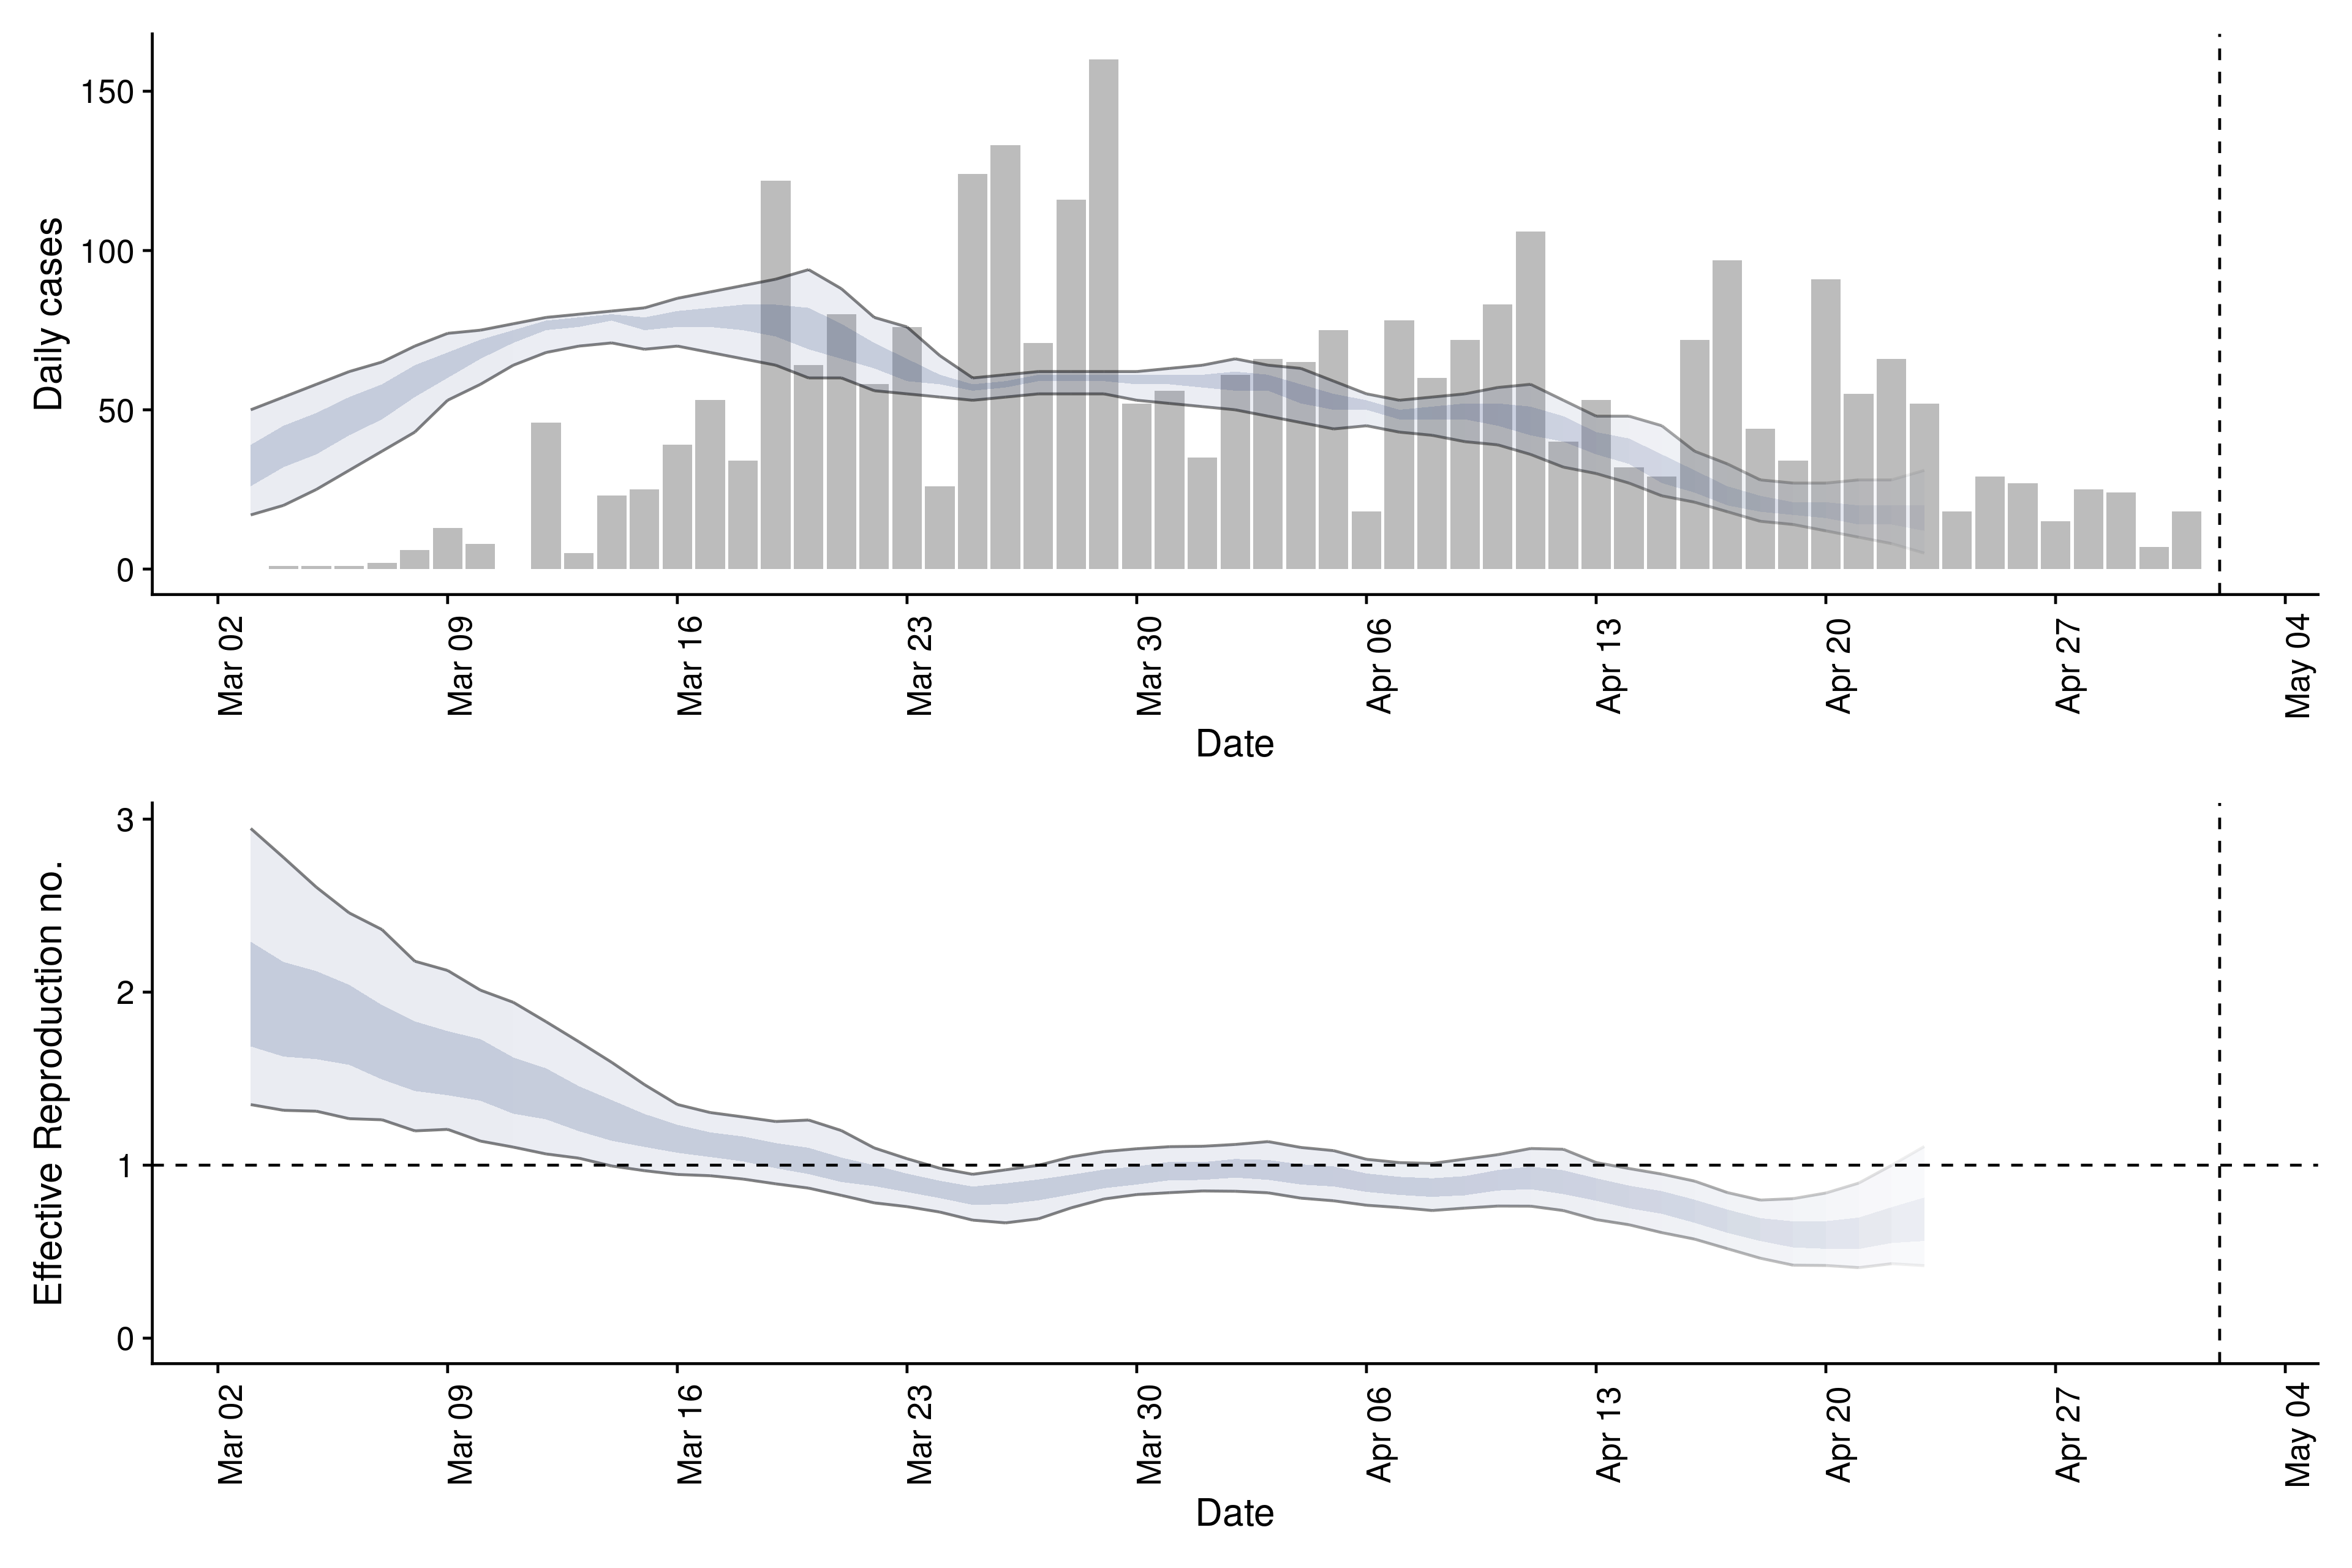 Daily cases
150
100
50
0
Mar 02
Mar 09
Mar 16
Mar 23
Mar 30
Apr 06
Apr 13
Apr 20
Apr 27
May 04
Date
Effective Reproduction no.
3
2
1
0
Mar 02
Mar 09
Mar 16
Mar 23
Mar 30
Apr 06
Apr 13
Apr 20
Apr 27
May 04
Date